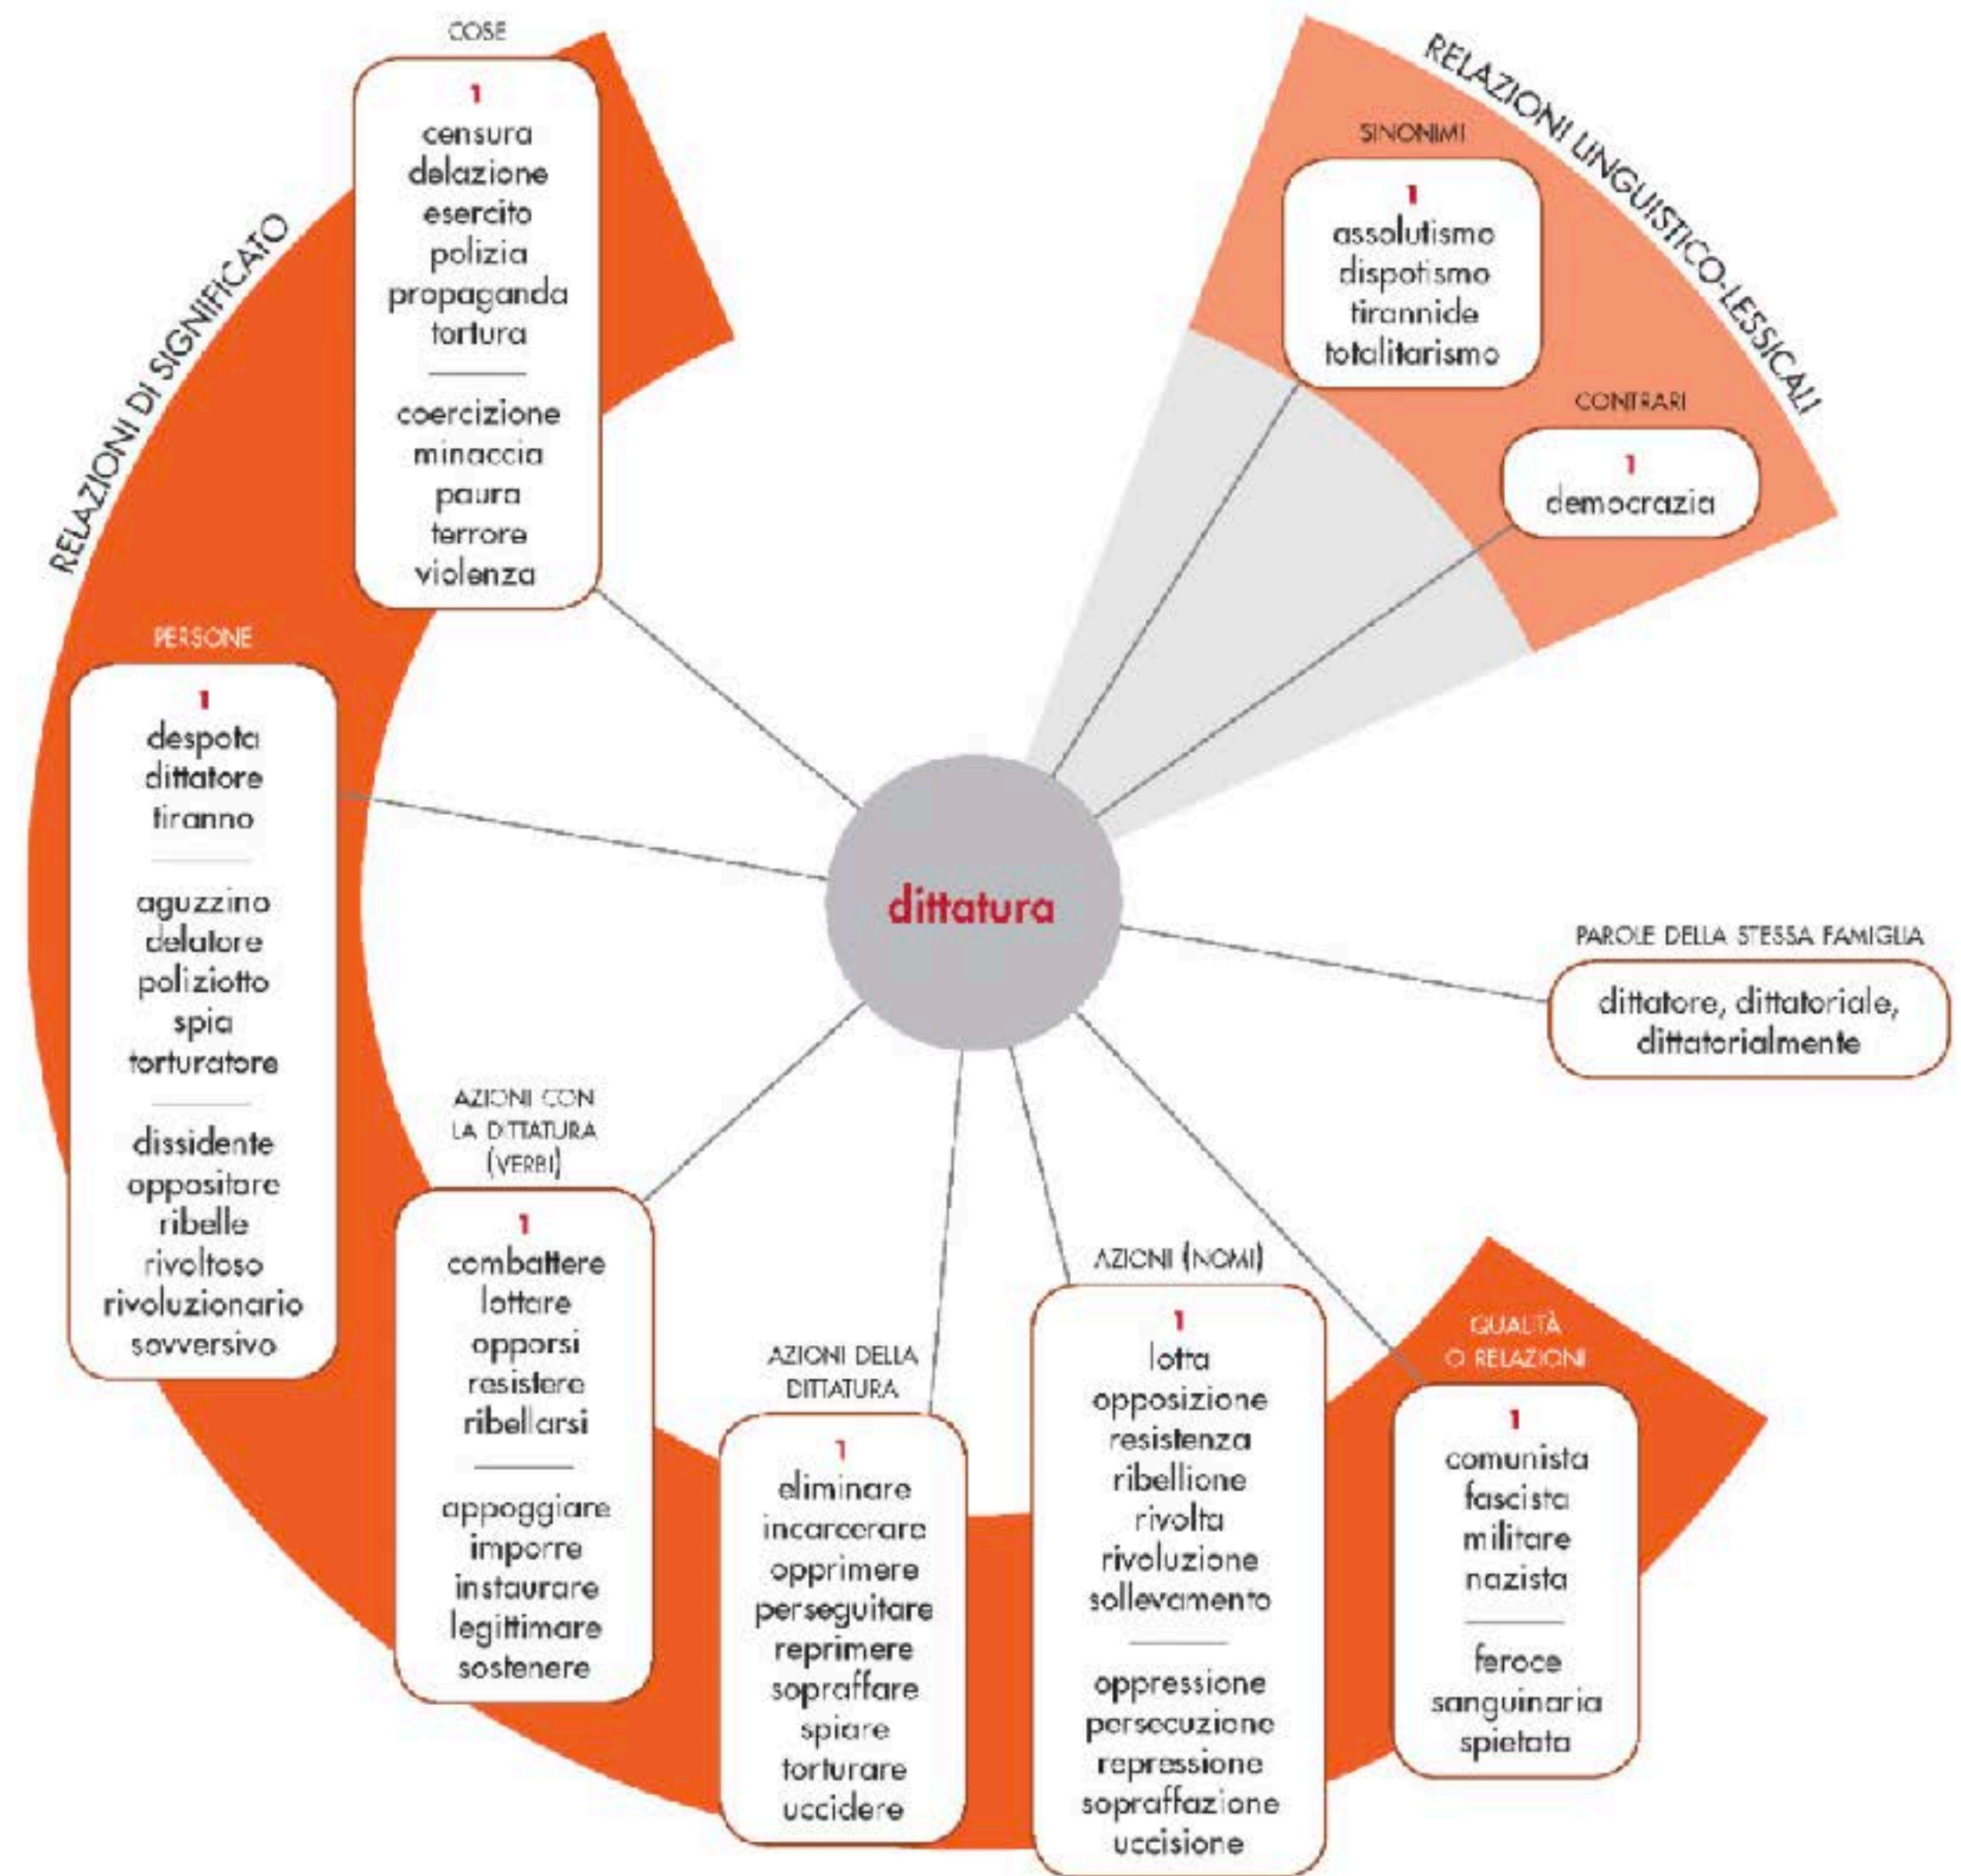 COSE
1
censura
delazione
esercito
polizia
propaganda
tortura
coercizione
minaccia
paura
terrore
violenza
RELAZIONI DI SIGNIFICATO
PERSONE
1
despota
dittatore
tiranno
aguzzino
delatore
poliziotto
spia
torturatore
dissidente
oppositore
ribelle
rivoltoso
rivoluzionario
sovversivo
AZIONI CON
LA DITTATURA
(VERBI)
1
combattere
lottare
opporsi
resistere
ribellarsi
appoggiare
imporre
instaurare
legittimare
sostenere
AZIONI DELLA
DITTATURA
1
eliminare
incarcerare
opprimere
perseguitare
reprimere
sopraffare
spiare
torturare
uccidere
AZIONI (NOMI)
1
lotta
opposizione
resistenza
ribellione
rivolta
rivoluzione
sollevamento
oppressione
persecuzione
repressione
sopraffazione
uccisione
QUALITÀ
O RELAZIONI
1
comunista
fascista
militare
nazista
feroce
sanguinaria
spietata
dittatura
RELAZIONI LINGUISTICO-LESSICALI
SINONIMI
1
assolutismo
dispotismo
tirannide
totalitarismo
CONTRARI
1
democrazia
PAROLE DELLA STESSA FAMIGLIA
dittatore, dittatoriale,
dittatorialmente